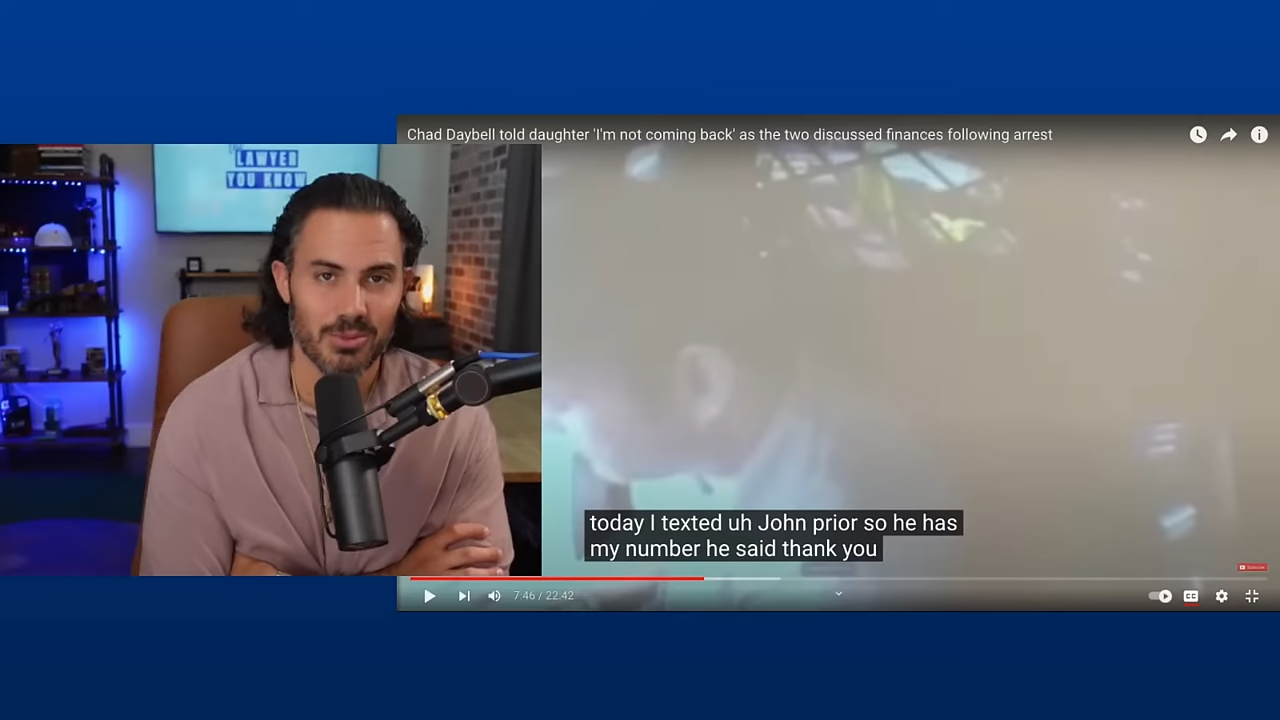 Chad Daybell told daughter 'I'm not coming back' as the two discussed finances following arrest
LAWYER
YOU KNOW
today I texted uh John prior so he has
my number he said thank you
7:46 / 22:42
CC